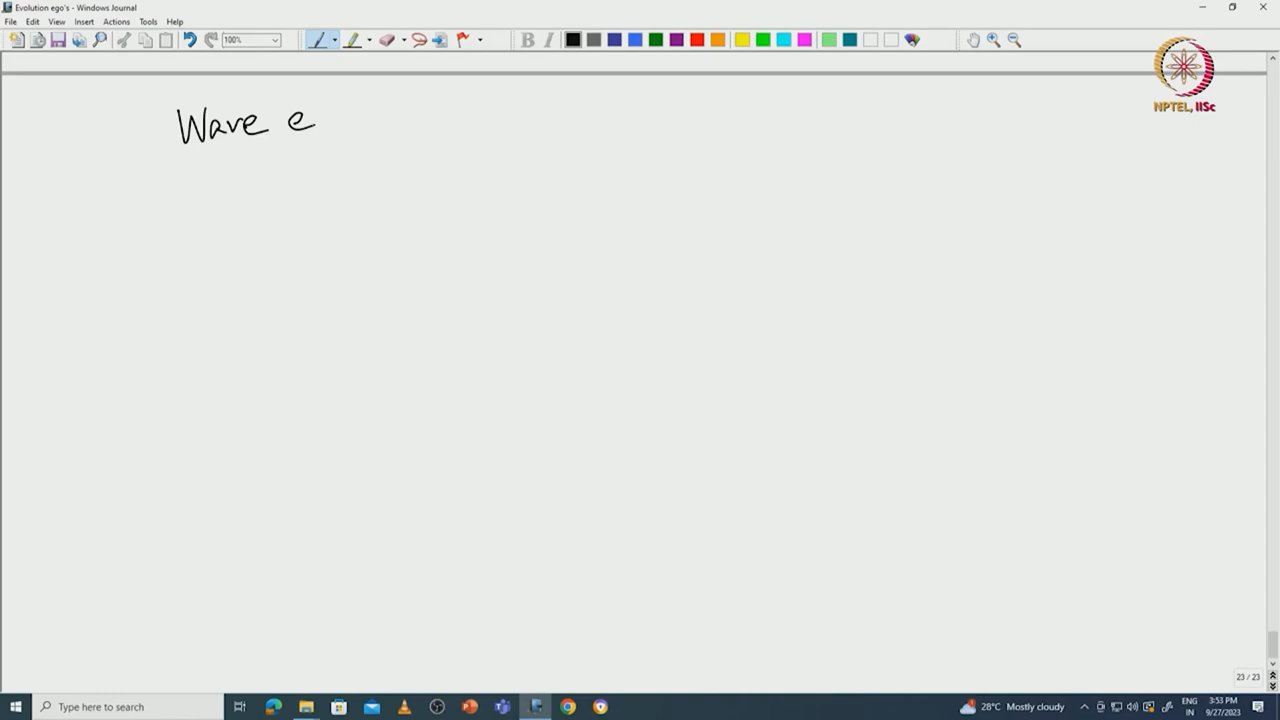 Evolution eqo's - Windows Journal
File Edit View Insert Actions Tools Help
100%
NPTEL, IISc
Wave e
23 / 23
Type here to search
28°C Mostly cloudy
ENG
IN
3:53 PM
9/27/2023